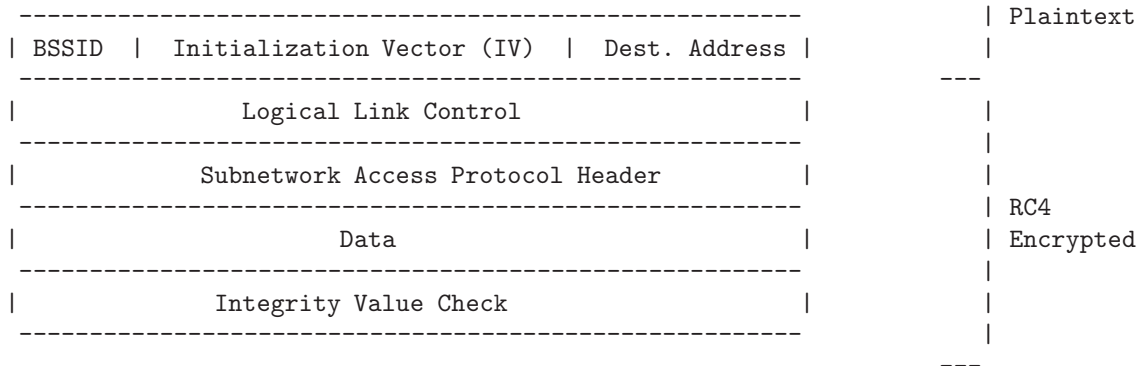 ------------------------------------------------------- | Plaintext
| BSSID | Initialization Vector (IV) | Dest. Address | |
------------------------------------------------------- ---
| Logical Link Control | |
------------------------------------------------------- |
| Subnetwork Access Protocol Header | |
------------------------------------------------------- | RC4
| Data | | Encrypted
------------------------------------------------------- |
| Integrity Value Check | |
------------------------------------------------------- |
---